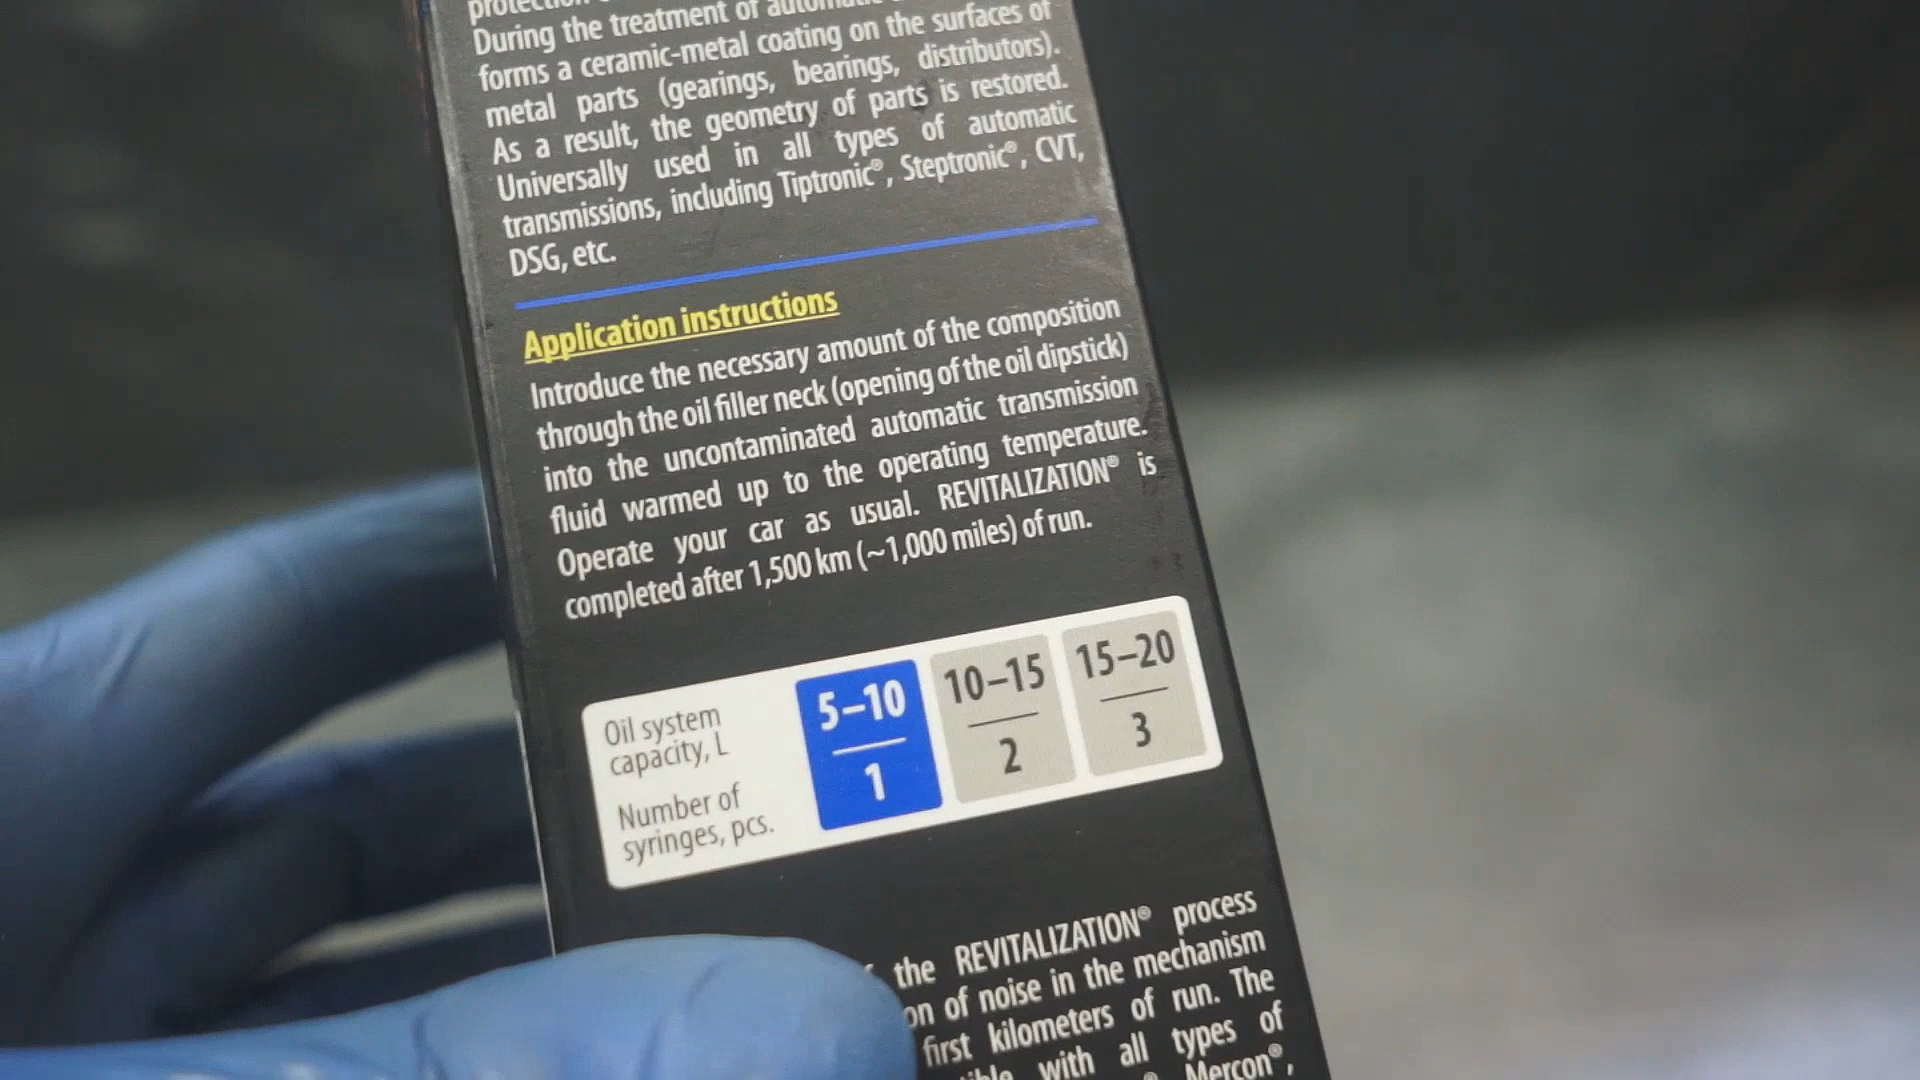 During the treatment of
forms a ceramic-metal coating on the surfaces of
metal parts (gearings, bearings, distributors).
As a result, the geometry of parts is restored.
Universally used in all types of automatic
transmissions, including Tiptronic®, Steptronic®, CVT,
DSG, etc.
Application instructions
Introduce the necessary amount of the composition
through the oil filler neck (opening of the oil dipstick)
into the uncontaminated automatic transmission
fluid warmed up to the operating temperature.
Operate your car as usual. REVITALIZATION® is
completed after 1,500 km (~1,000 miles) of run.
Oil system
capacity, L
5–10
10–15
15–20
Number of
syringes, pcs.
1
2
3
the REVITALIZATION® process
of noise in the mechanism
first kilometers of run. The
with all types of
Mercon®,